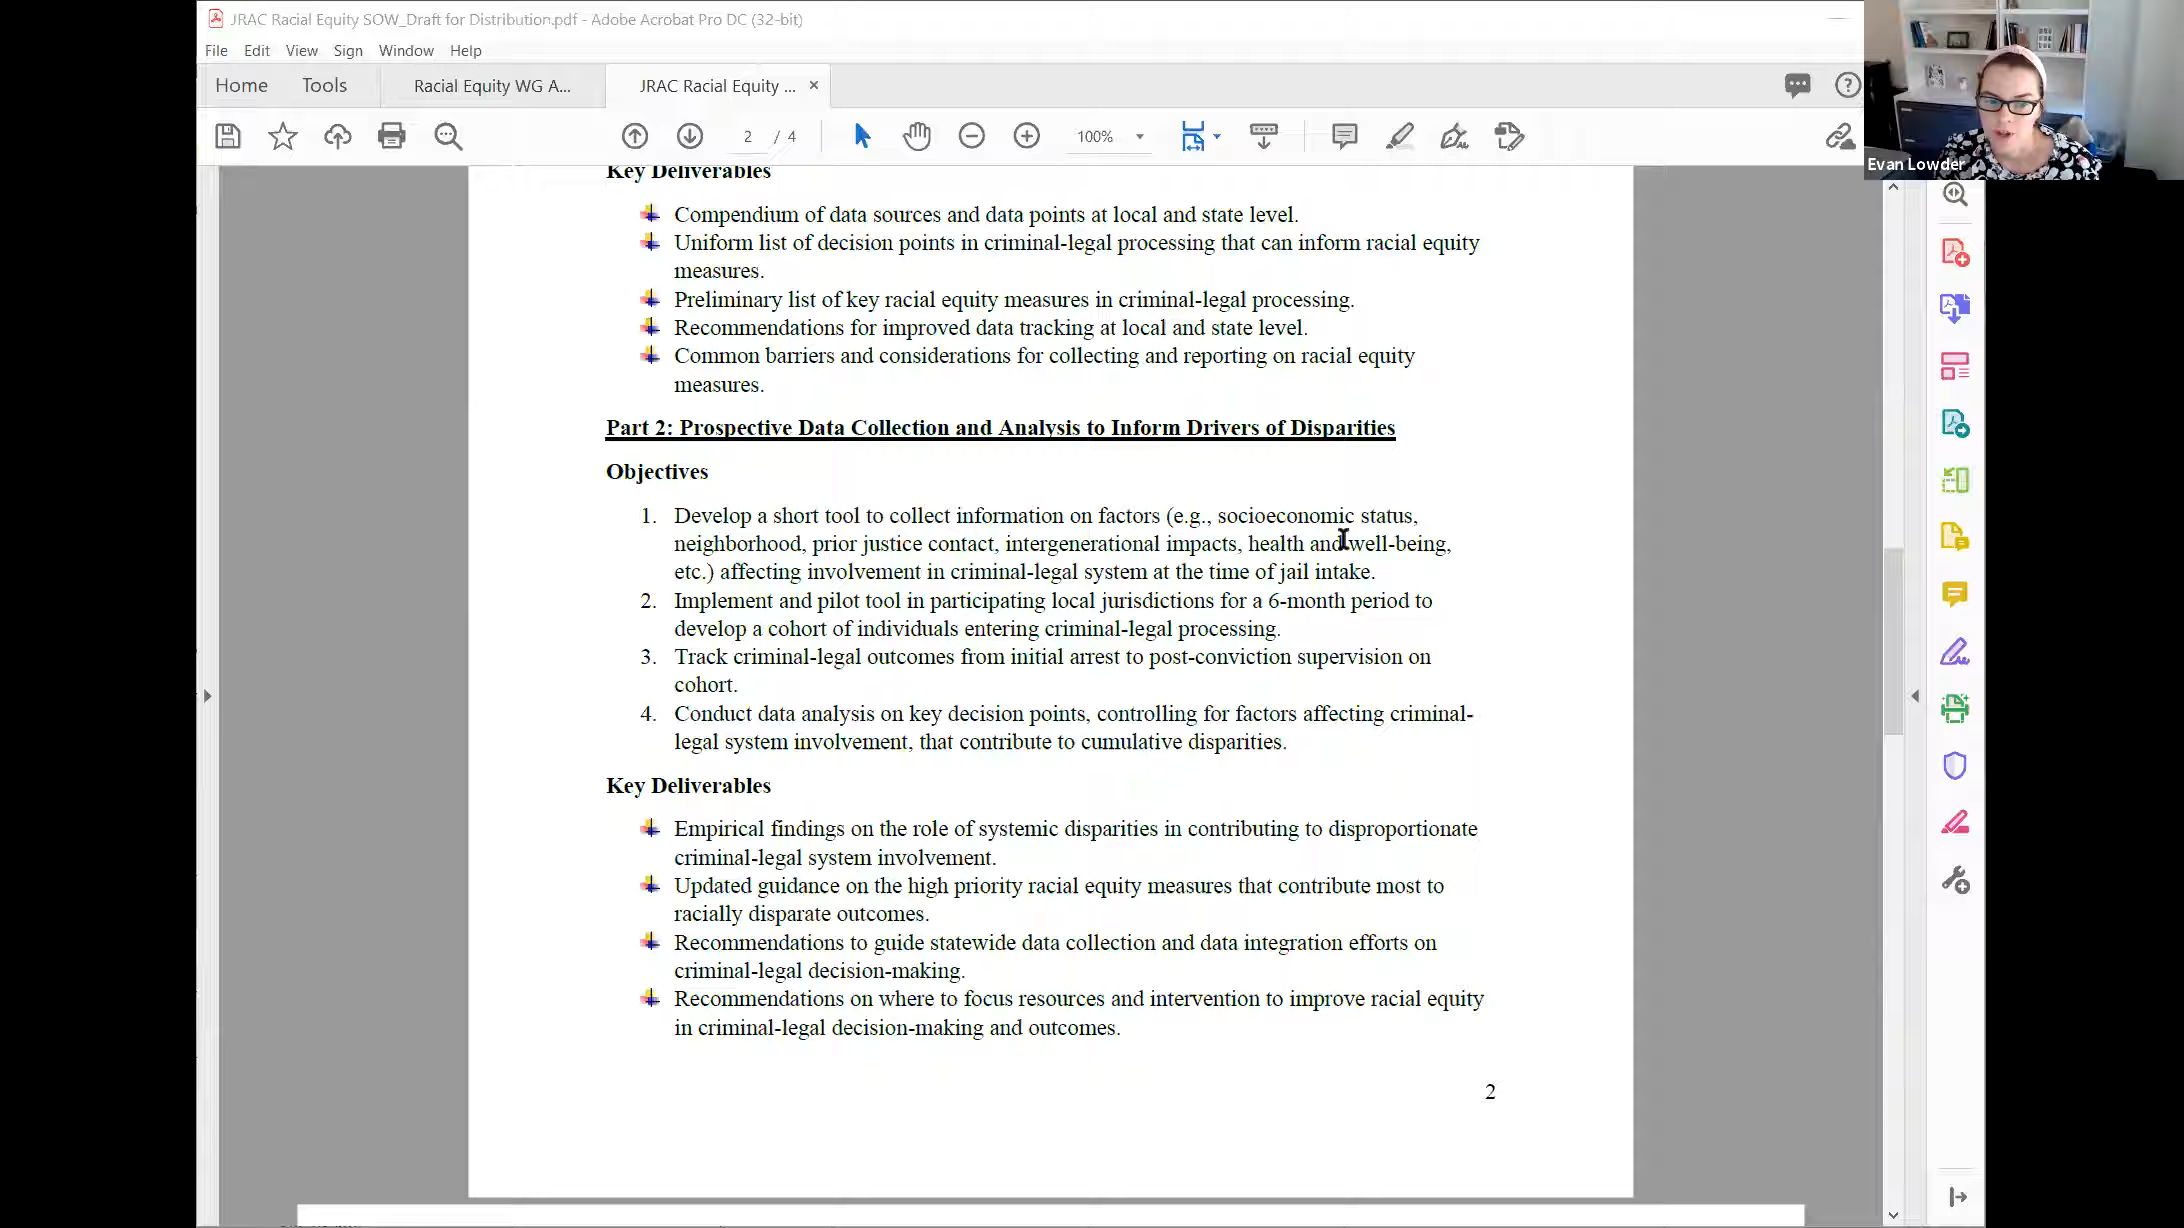 JRAC Racial Equity SOW_Draft for Distribution.pdf - Adobe Acrobat Pro DC (32-bit)
File Edit View Sign Window Help
Home Tools Racial Equity WG A... JRAC Racial Equity ... ×
2 / 4 100%
Evan Lowder
Key Deliverables
Compendium of data sources and data points at local and state level.
Uniform list of decision points in criminal-legal processing that can inform racial equity
measures.
Preliminary list of key racial equity measures in criminal-legal processing.
Recommendations for improved data tracking at local and state level.
Common barriers and considerations for collecting and reporting on racial equity
measures.
Part 2: Prospective Data Collection and Analysis to Inform Drivers of Disparities
Objectives
1. Develop a short tool to collect information on factors (e.g., socioeconomic status,
neighborhood, prior justice contact, intergenerational impacts, health and well-being,
etc.) affecting involvement in criminal-legal system at the time of jail intake.
2. Implement and pilot tool in participating local jurisdictions for a 6-month period to
develop a cohort of individuals entering criminal-legal processing.
3. Track criminal-legal outcomes from initial arrest to post-conviction supervision on
cohort.
4. Conduct data analysis on key decision points, controlling for factors affecting criminal-
legal system involvement, that contribute to cumulative disparities.
Key Deliverables
Empirical findings on the role of systemic disparities in contributing to disproportionate
criminal-legal system involvement.
Updated guidance on the high priority racial equity measures that contribute most to
racially disparate outcomes.
Recommendations to guide statewide data collection and data integration efforts on
criminal-legal decision-making.
Recommendations on where to focus resources and intervention to improve racial equity
in criminal-legal decision-making and outcomes.
2